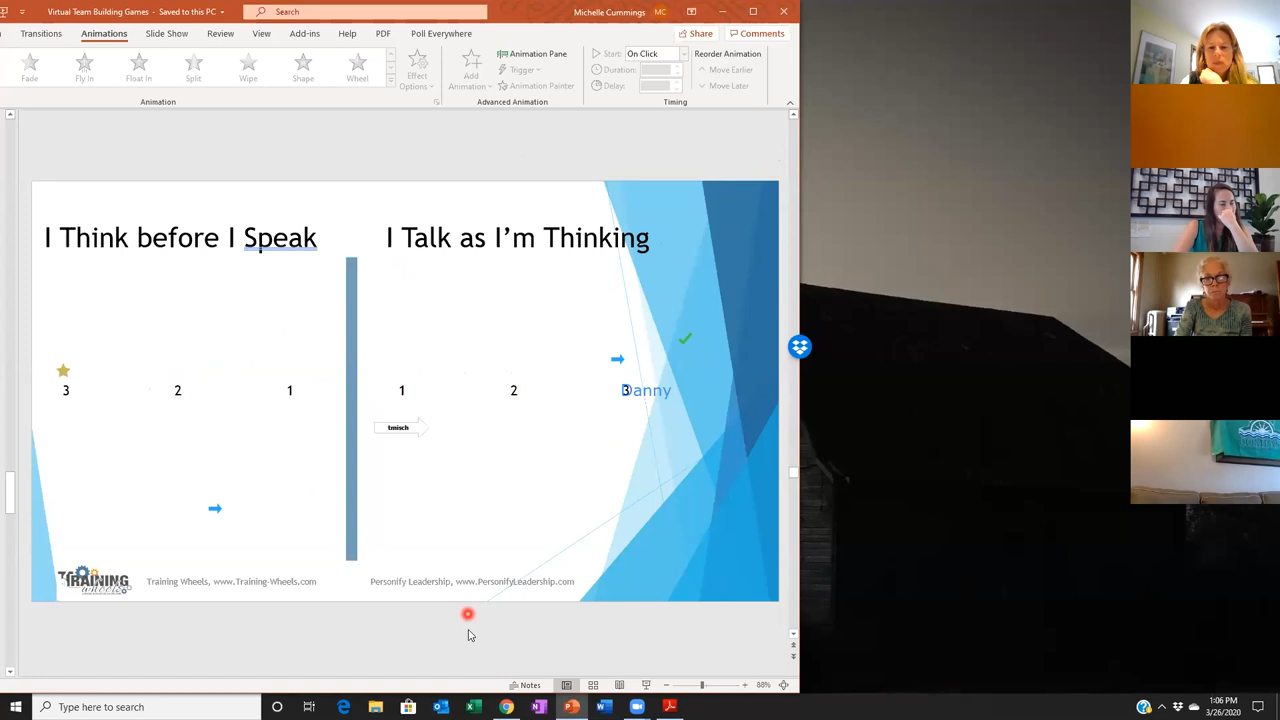 Virtual Team Building Games - Saved to this PC
Search
Michelle Cummings
MC
Transitions
Animations
Slide Show
Review
View
Add-ins
Help
PDF
Poll Everywhere
Share
Comments
Fade
Fly In
Float In
Split
Wipe
Shape
Wheel
Effect
Options
Add
Animation
Animation Pane
Trigger
Animation Painter
Start:
On Click
Duration:
Delay:
Reorder Animation
Move Earlier
Move Later
Animation
Advanced Animation
Timing
I Think before I Speak
I Talk as I'm Thinking
3
2
1
1
2
3
Danny
tmisch
TRAINING
wheels
Training Wheels, www.Training-Wheels.com
Personify Leadership, www.PersonifyLeadership.com
Notes
88%
Type here to search
1:06 PM
3/26/2020